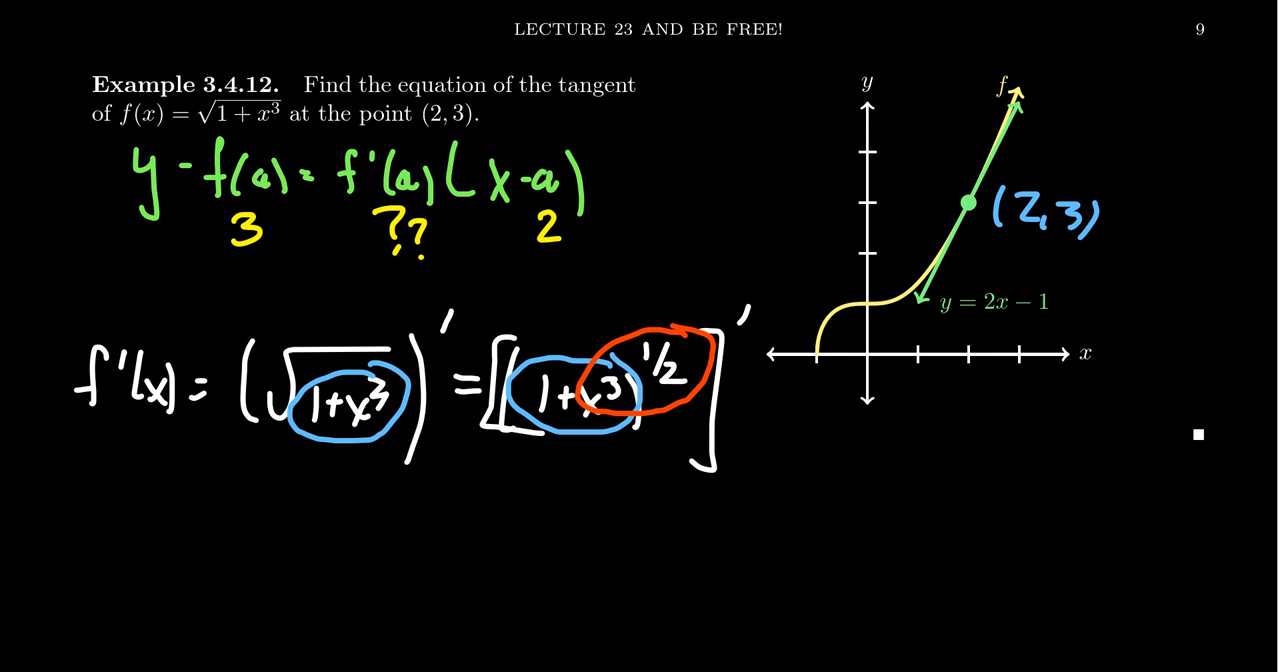 LECTURE 23 AND BE FREE! 9
Example 3.4.12. Find the equation of the tangent
of f(x) = √(1 + x³) at the point (2, 3).
y - f(a) = f'(a)(x-a)
3 ?? 2
f'(x) = (√(1+x³))' = [(1+x³)^(1/2)]'
y
f
(2,3)
y = 2x − 1
x